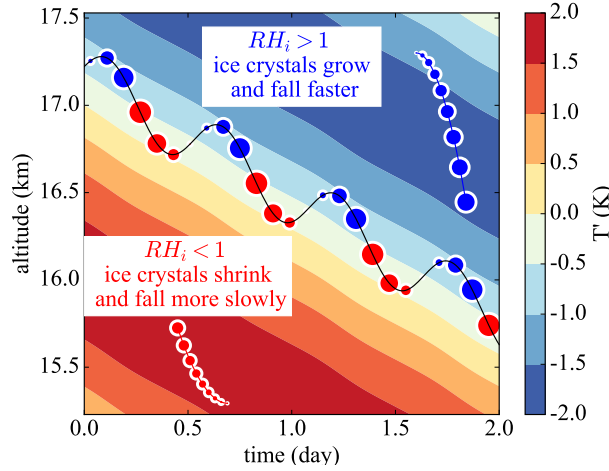 17.5
17.0
16.5
16.0
15.5
altitude (km)
0.0
0.5
1.0
1.5
2.0
time (day)
RH_i > 1
ice crystals grow
and fall faster
RH_i < 1
ice crystals shrink
and fall more slowly
2.0
1.5
1.0
0.5
0.0
-0.5
-1.0
-1.5
-2.0
T' (K)